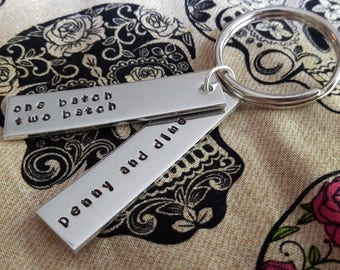 one batch
two batch
Penny and dime